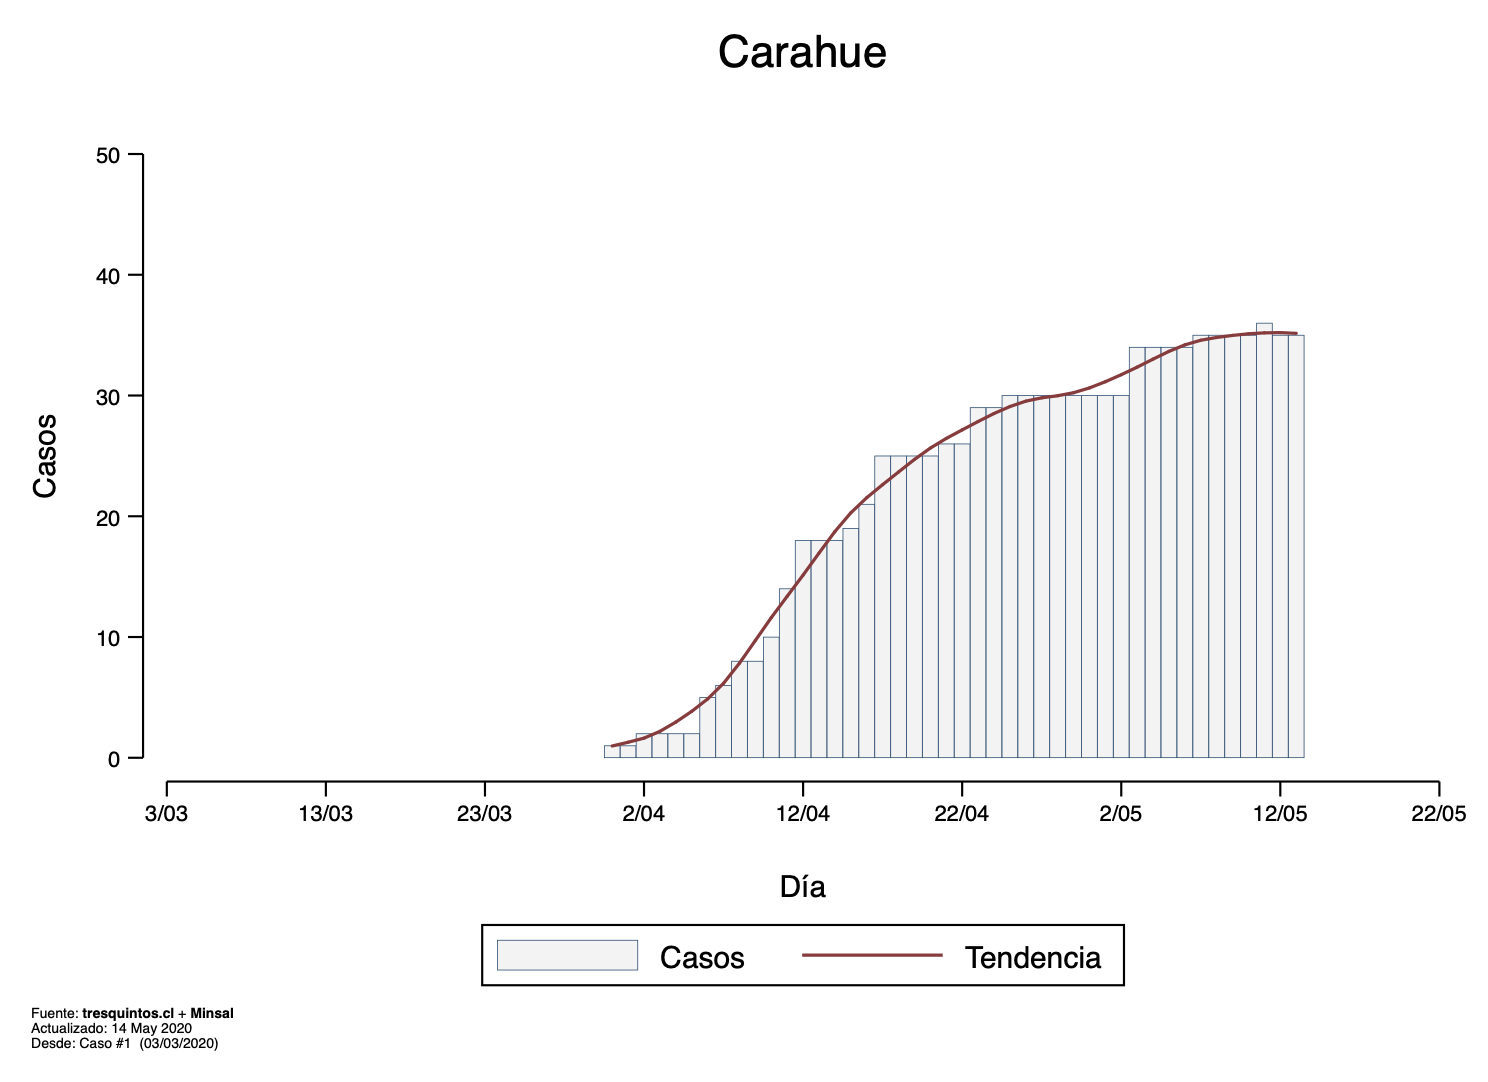 Carahue
50
40
30
20
10
0
Casos
3/03 13/03 23/03 2/04 12/04 22/04 2/05 12/05 22/05
Día
Casos Tendencia
Fuente: tresquintos.cl + Minsal
Actualizado: 14 May 2020
Desde: Caso #1 (03/03/2020)